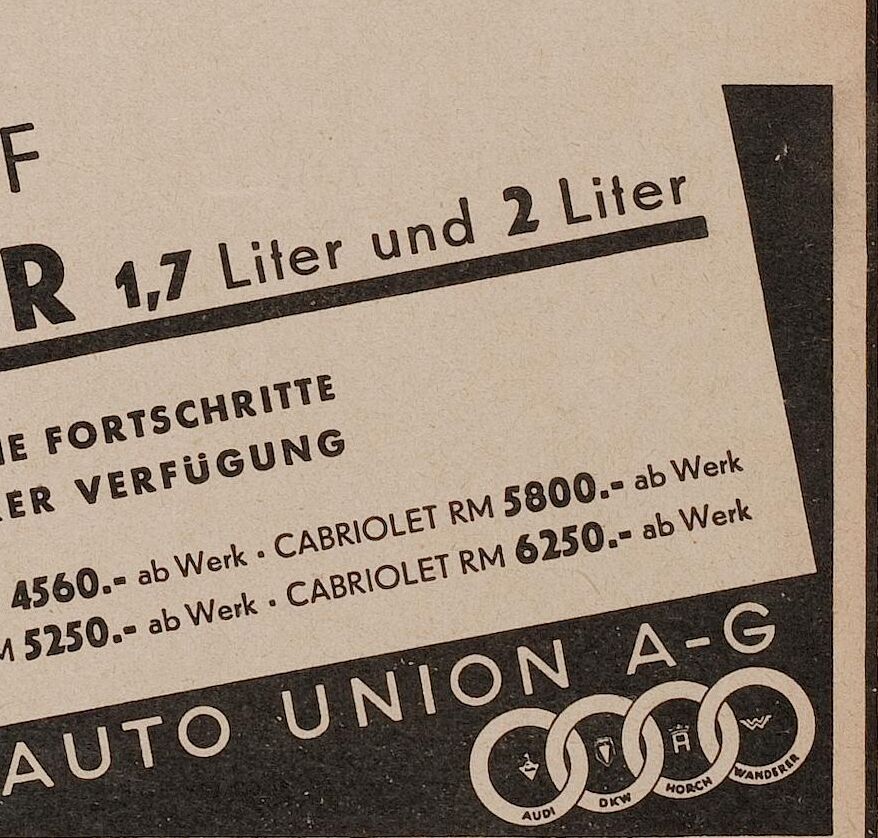 F
R 1,7 Liter und 2 Liter
IE FORTSCHRITTE
ER VERFÜGUNG
4560.- ab Werk · CABRIOLET RM 5800.- ab Werk
M 5250.- ab Werk · CABRIOLET RM 6250.- ab Werk
AUTO UNION A-G
AUDI DKW HORCH WANDERER